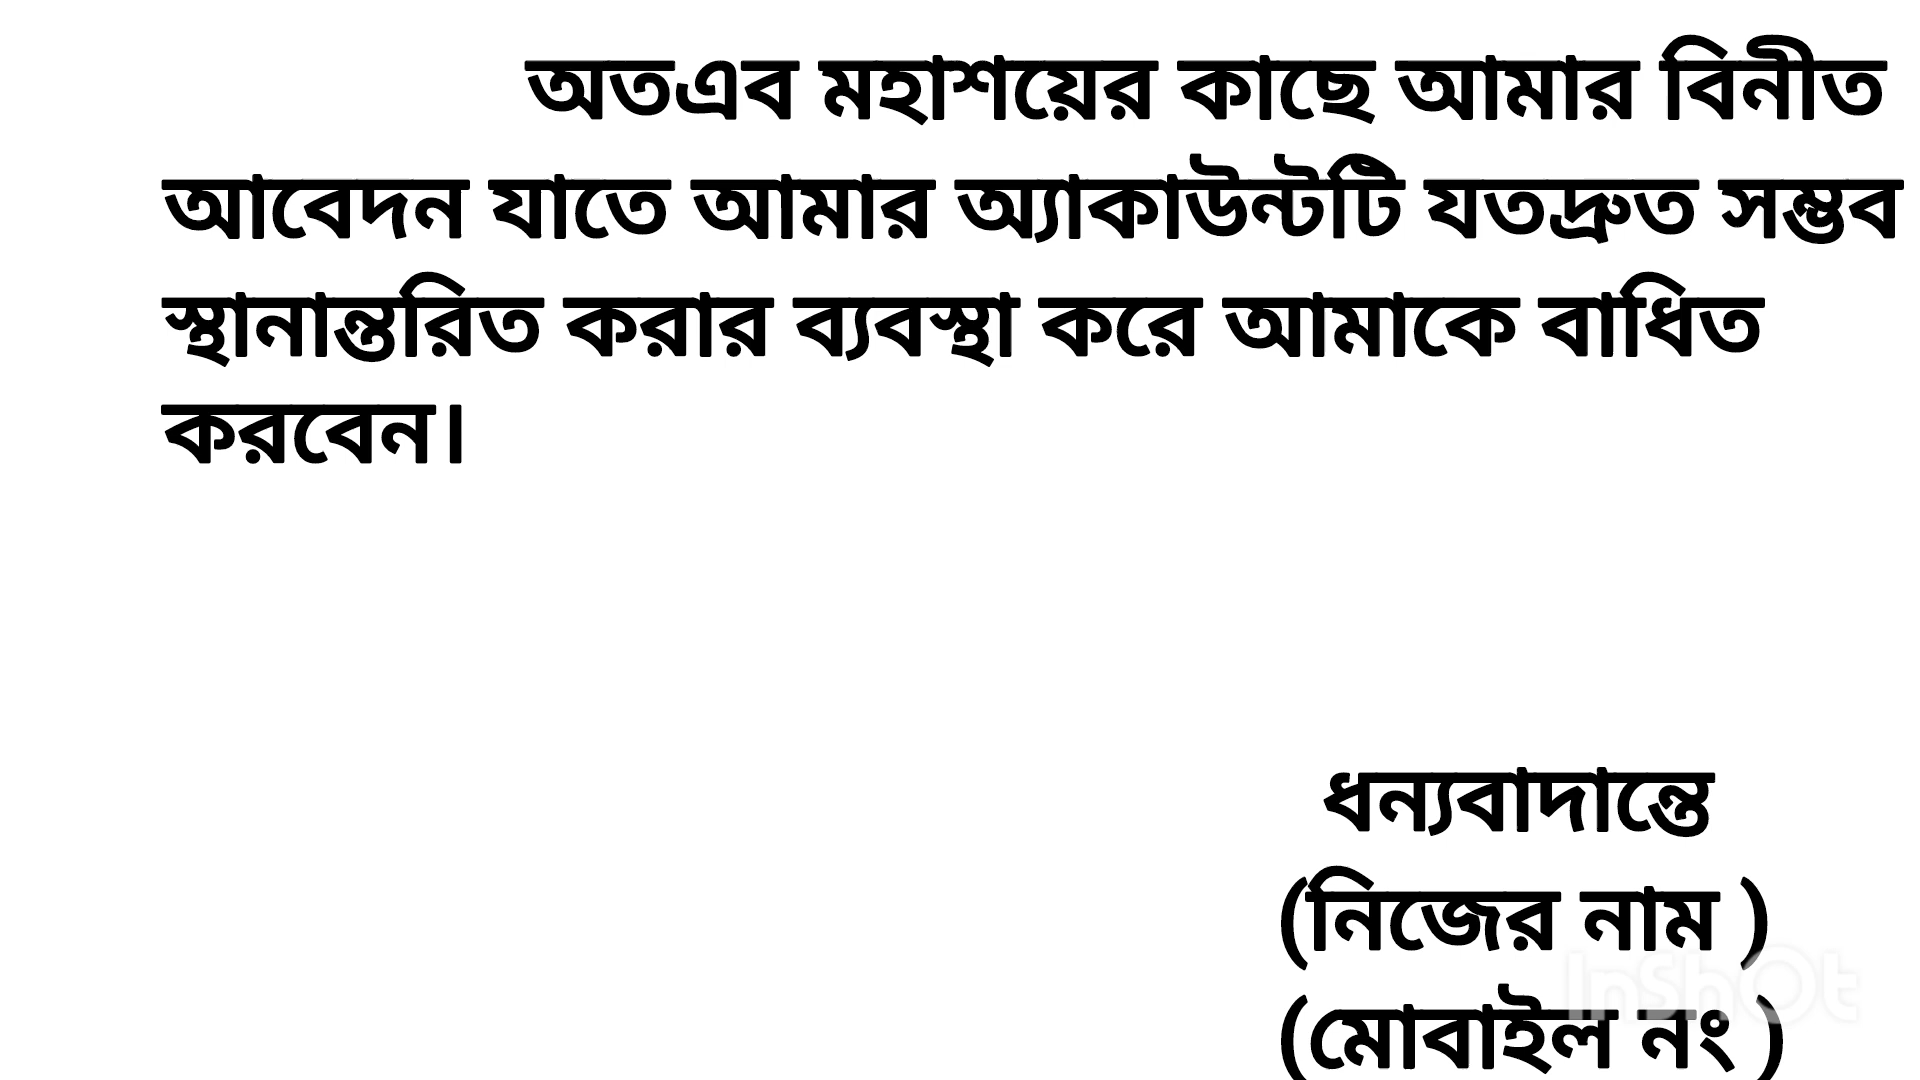 অতএব মহাশয়ের কাছে আমার বিনীত
আবেদন যাতে আমার অ্যাকাউন্টটি যতদ্রুত সম্ভব
স্থানান্তরিত করার ব্যবস্থা করে আমাকে বাধিত
করবেন।
ধন্যবাদান্তে
(নিজের নাম )
(মোবাইল নং )
InShOt